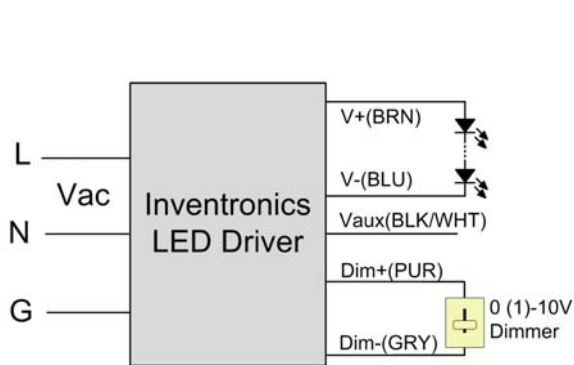 L
Vac
N
G
Inventronics
LED Driver
V+(BRN)
V-(BLU)
Vaux(BLK/WHT)
Dim+(PUR)
Dim-(GRY)
0 (1)-10V
Dimmer